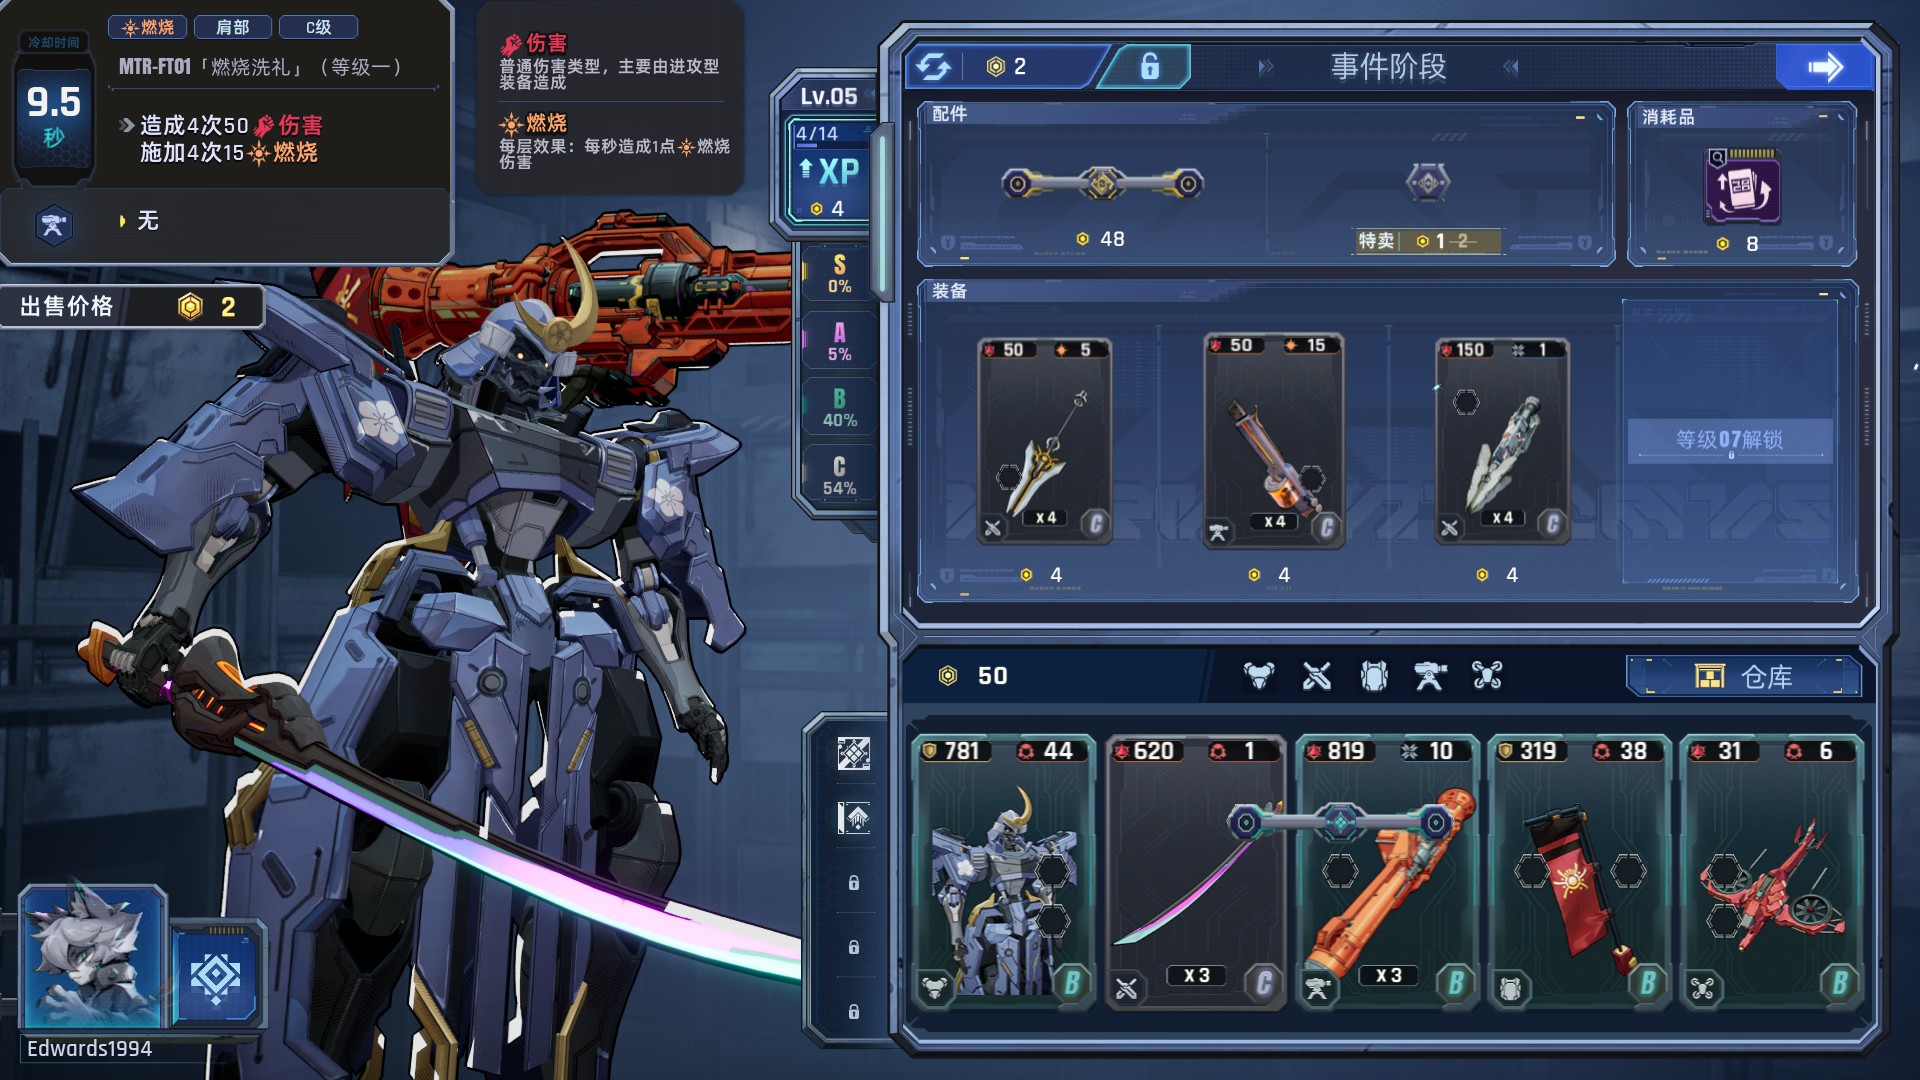 冷却时间
9.5
秒
燃烧
肩部
C级
MTR-FT01「燃烧洗礼」(等级一)
造成4次50伤害
施加4次15燃烧
无
出售价格
2
伤害
普通伤害类型，主要由进攻型
装备造成
燃烧
每层效果：每秒造成1点燃烧
伤害
Lv.05
4/14
XP
4
S
0%
A
5%
B
40%
C
54%
2
事件阶段
配件
48
特卖
1
2
消耗品
8
装备
50
5
x4
C
4
50
15
x4
C
4
150
1
x4
C
4
等级07解锁
50
仓库
781
44
B
620
1
x3
C
819
10
x3
B
319
38
B
31
6
B
Edwards1994